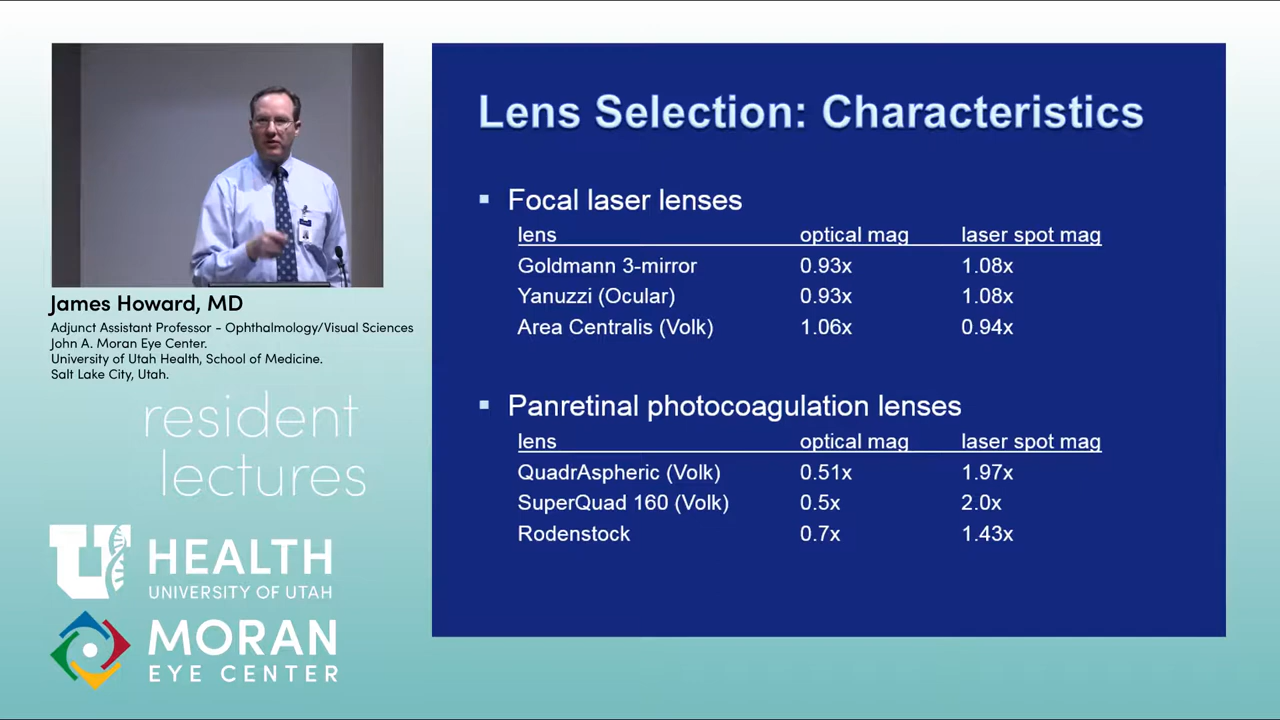 Lens Selection: Characteristics
Focal laser lenses
lens optical mag laser spot mag
Goldmann 3-mirror 0.93x 1.08x
Yanuzzi (Ocular) 0.93x 1.08x
Area Centralis (Volk) 1.06x 0.94x
Panretinal photocoagulation lenses
lens optical mag laser spot mag
QuadrAspheric (Volk) 0.51x 1.97x
SuperQuad 160 (Volk) 0.5x 2.0x
Rodenstock 0.7x 1.43x
James Howard, MD
Adjunct Assistant Professor - Ophthalmology/Visual Sciences
John A. Moran Eye Center.
University of Utah Health, School of Medicine.
Salt Lake City, Utah.
resident
lectures
U HEALTH
UNIVERSITY OF UTAH
MORAN
EYE CENTER